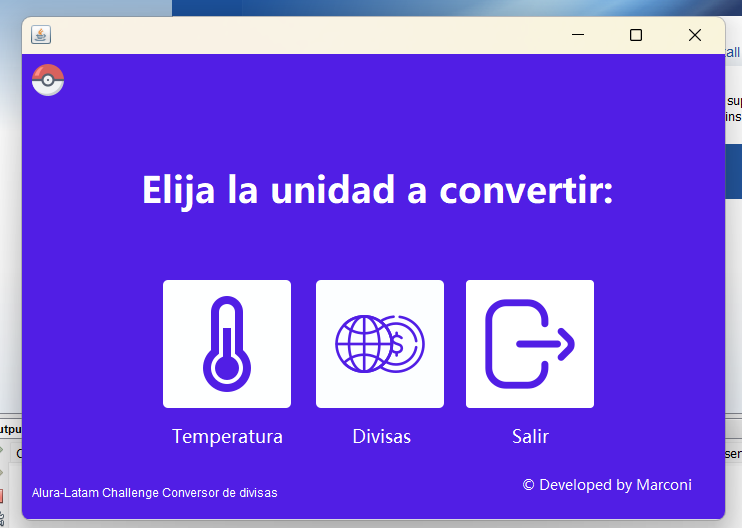 Elija la unidad a convertir:
Temperatura
Divisas
Salir
© Developed by Marconi
Alura-Latam Challenge Conversor de divisas